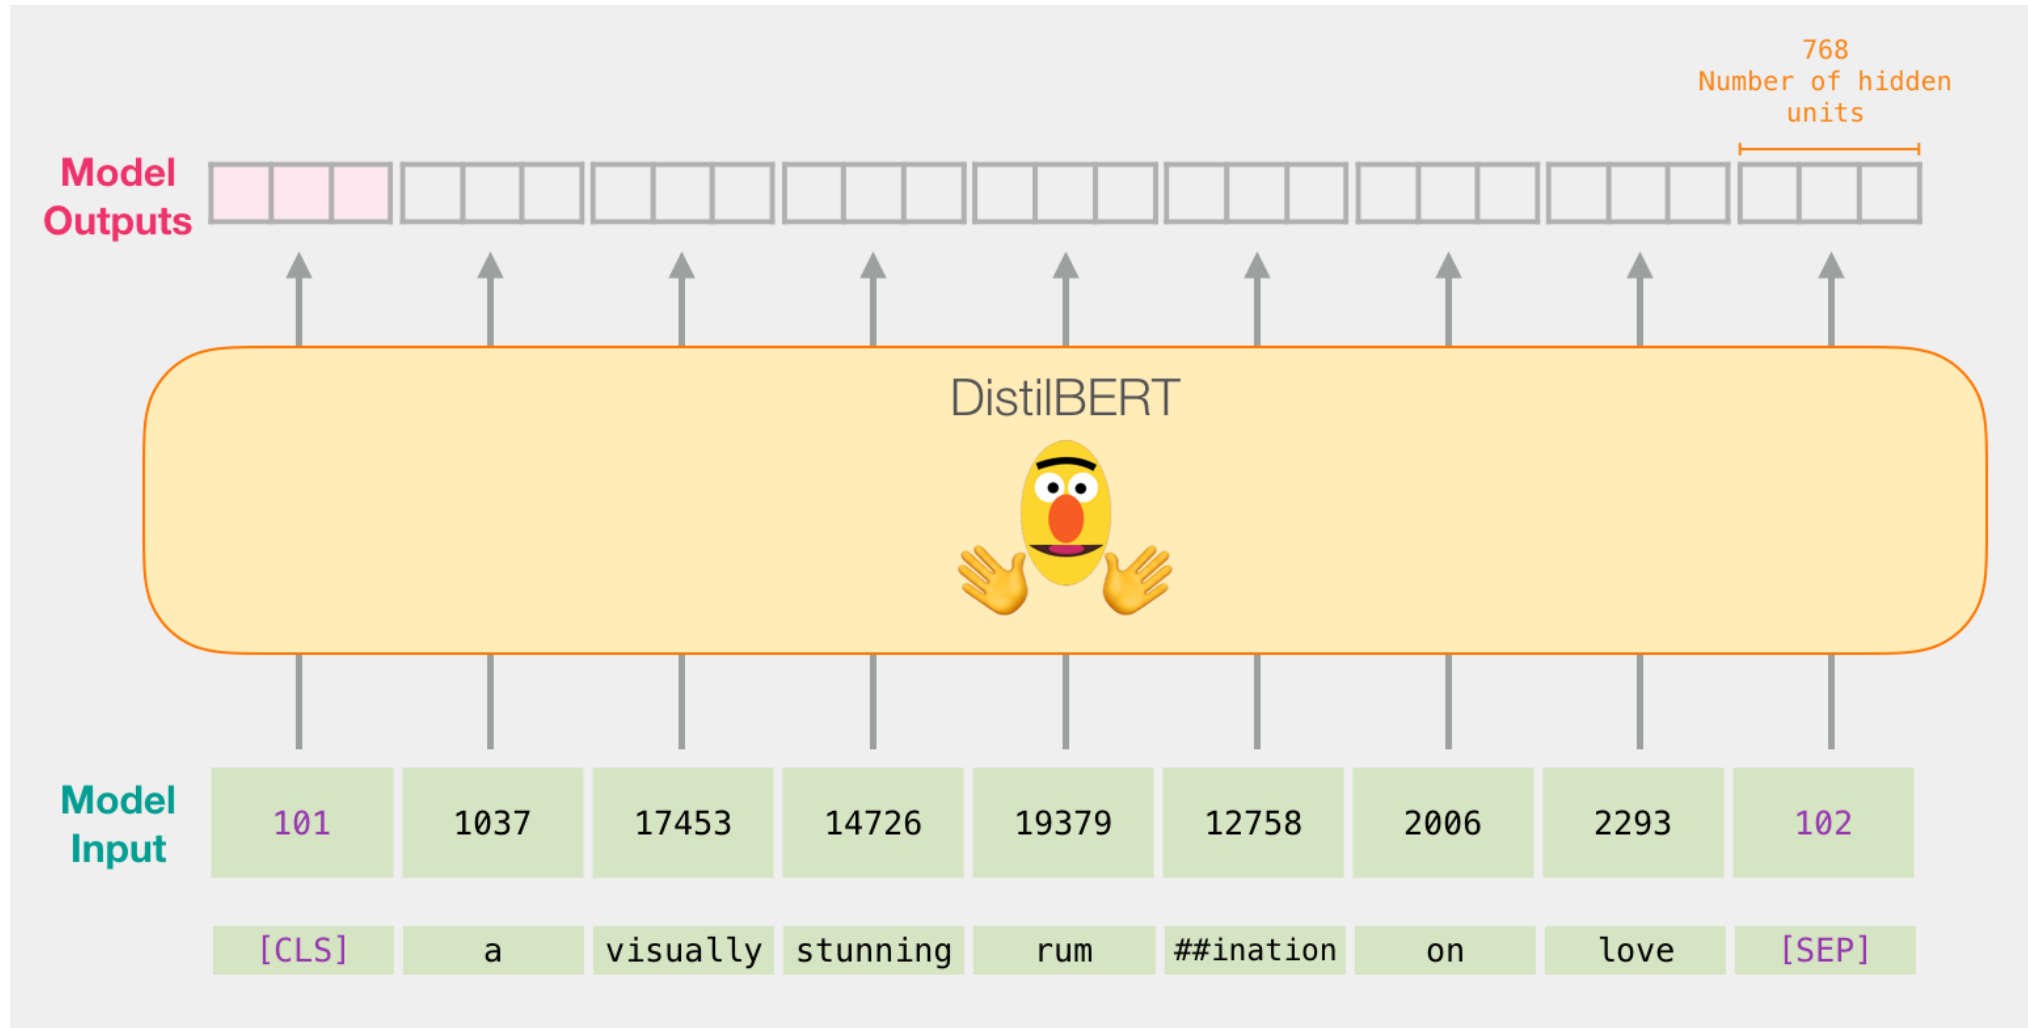 768
Number of hidden
units
Model
Outputs
DistilBERT
Model
Input
101 1037 17453 14726 19379 12758 2006 2293 102
[CLS] a visually stunning rum ##ination on love [SEP]